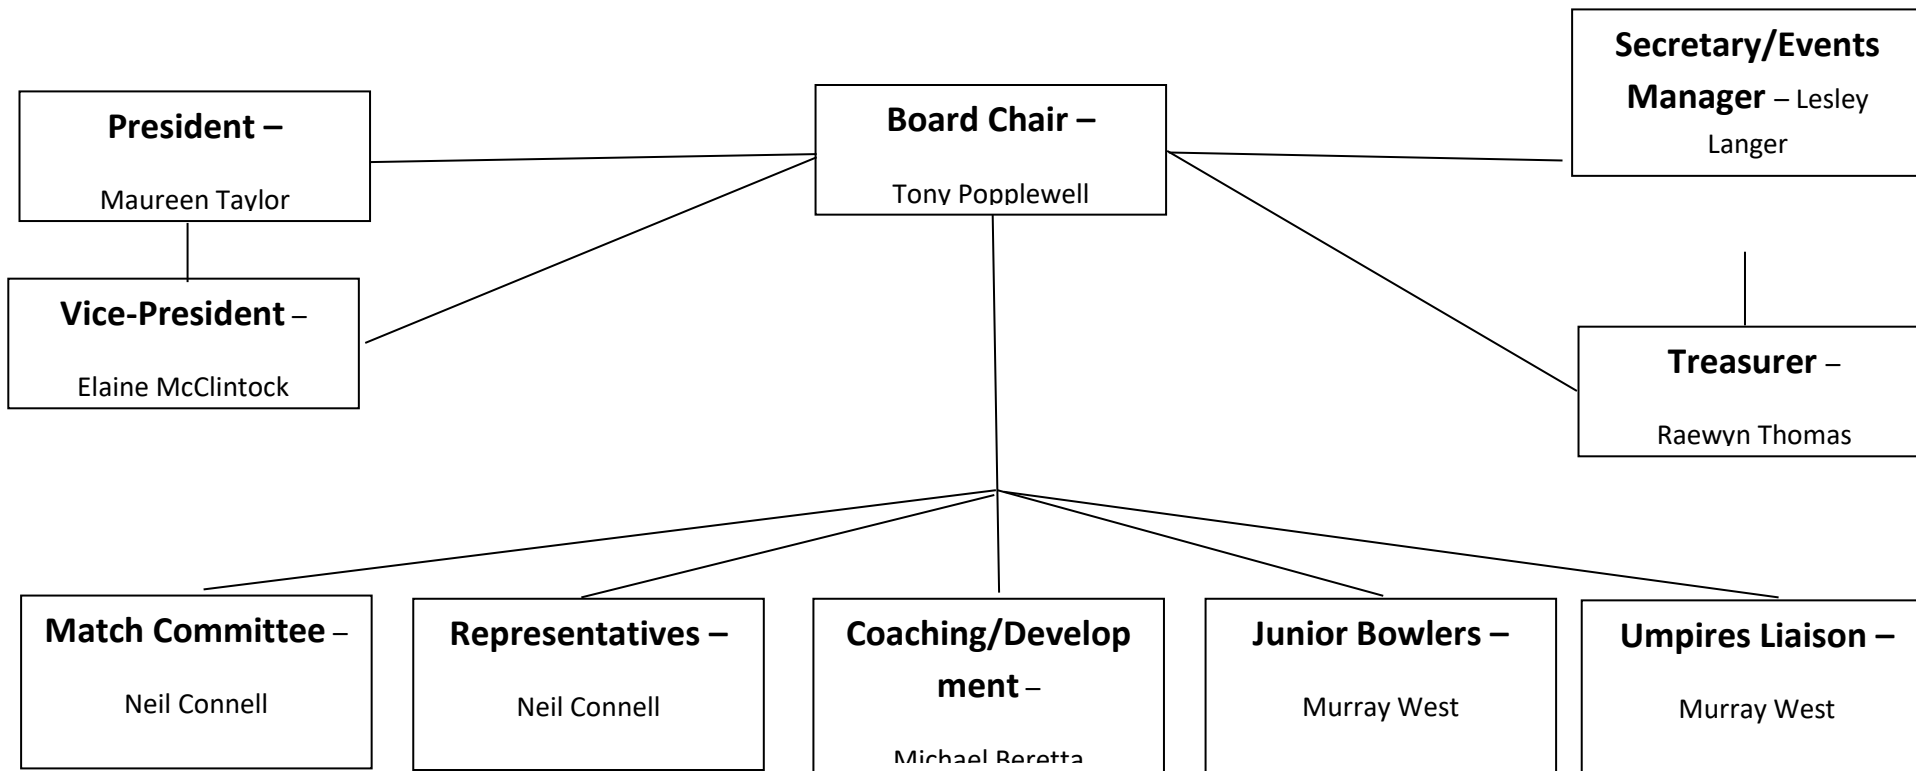 Secretary/Events
Manager – Lesley
Langer
President –
Maureen Taylor
Board Chair –
Tony Popplewell
Vice-President –
Elaine McClintock
Treasurer –
Raewyn Thomas
Match Committee –
Neil Connell
Representatives –
Neil Connell
Coaching/Develop
ment –
Michael Beretta
Junior Bowlers –
Murray West
Umpires Liaison –
Murray West